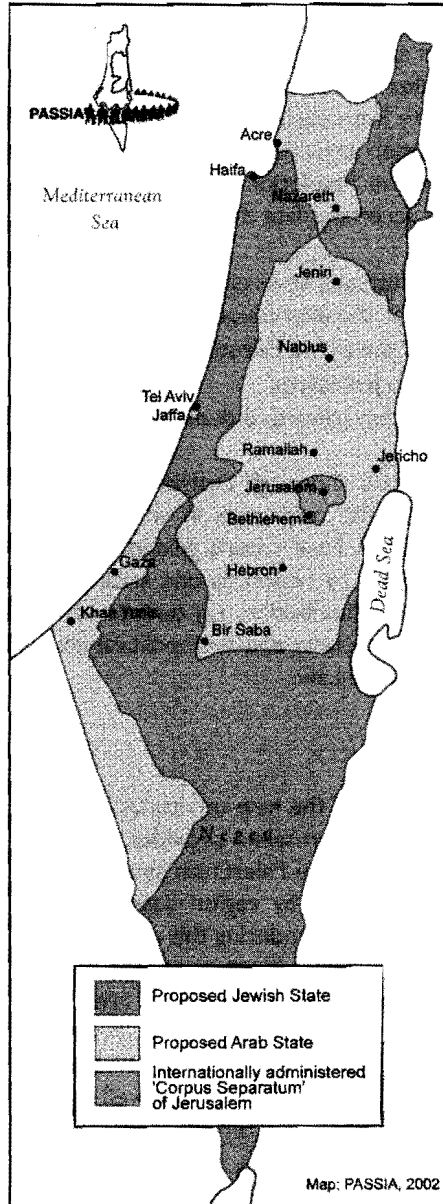 PASSIA
Mediterranean
Sea
Acre
Haifa
Nazareth
Jenin
Nablus
Tel Aviv
Jaffa
Ramallah
Jericho
Jerusalem
Bethlehem
Dead Sea
Gaza
Hebron
Khan Yunis
Bir Saba
Negev
Proposed Jewish State
Proposed Arab State
Internationally administered
'Corpus Separatum'
of Jerusalem
Map: PASSIA, 2002